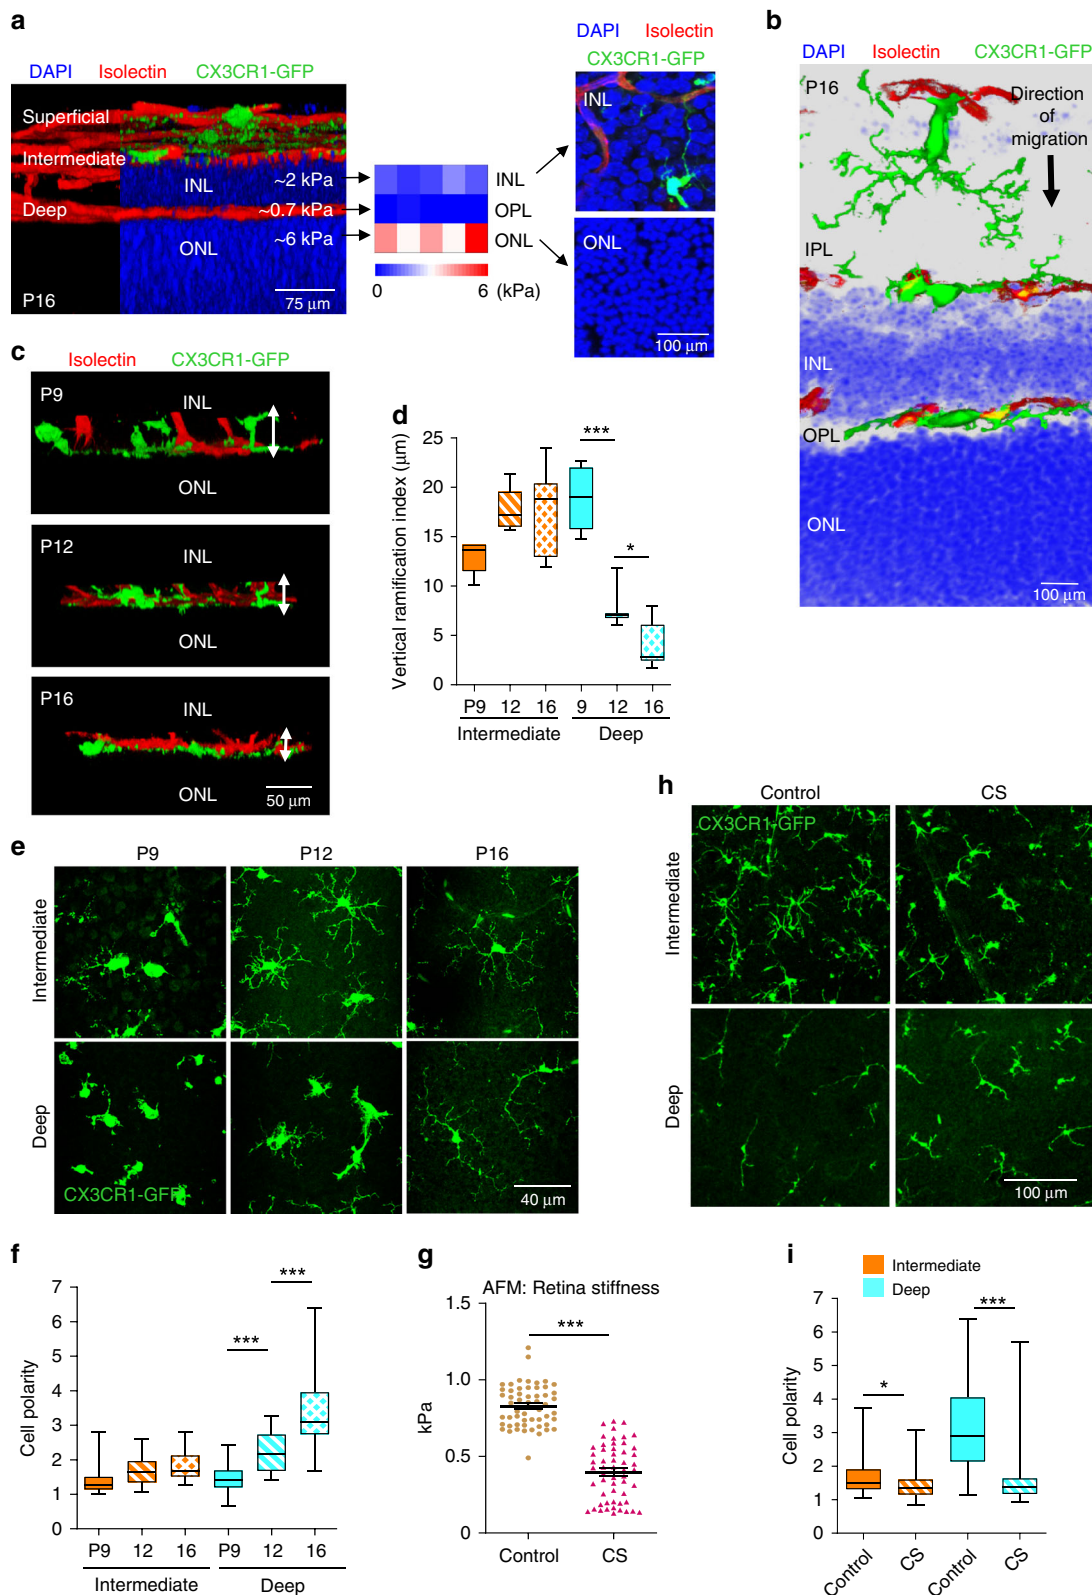 a
DAPI Isolectin CX3CR1-GFP
Superficial
Intermediate
INL
~2 kPa
Deep
~0.7 kPa
ONL
~6 kPa
P16
75 µm
INL
OPL
ONL
0 6 (kPa)
DAPI Isolectin
CX3CR1-GFP
INL
ONL
100 µm
b
DAPI Isolectin CX3CR1-GFP
P16
Direction
of
migration
IPL
INL
OPL
ONL
100 µm
c
Isolectin CX3CR1-GFP
P9
INL
ONL
P12
INL
ONL
P16
INL
ONL
50 µm
d
Vertical ramification index (µm)
25
20
15
10
5
0
***
*
P9 12 16 9 12 16
Intermediate Deep
e
P9 P12 P16
Intermediate
Deep
CX3CR1-GFP
40 µm
h
Control CS
CX3CR1-GFP
Intermediate
Deep
100 µm
f
Cell polarity
7
6
5
4
3
2
1
0
***
***
P9 12 16 P9 12 16
Intermediate Deep
g
AFM: Retina stiffness
kPa
1.5
1.0
0.5
0
***
Control CS
i
Intermediate
Deep
Cell polarity
7
6
5
4
3
2
1
0
*
***
Control CS Control CS